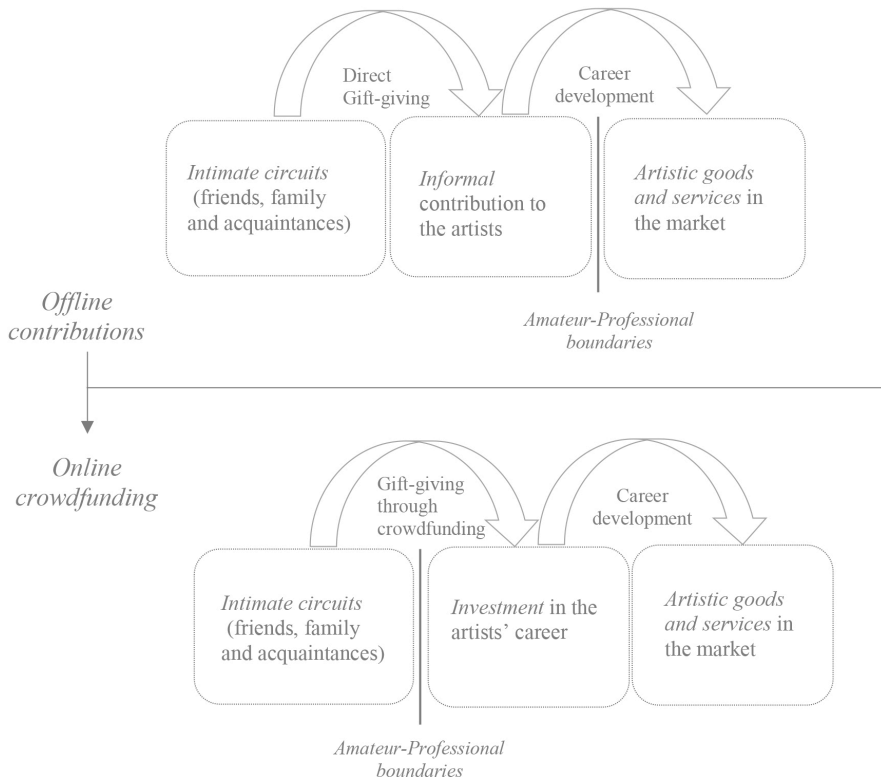 Direct
Gift-giving
Career
development
Intimate circuits
(friends, family
and acquaintances)
Informal
contribution to
the artists
Artistic goods
and services in
the market
Offline
contributions
Amateur-Professional
boundaries
Online
crowdfunding
Gift-giving
through
crowdfunding
Career
development
Intimate circuits
(friends, family
and acquaintances)
Investment in the
artists’ career
Artistic goods
and services in
the market
Amateur-Professional
boundaries